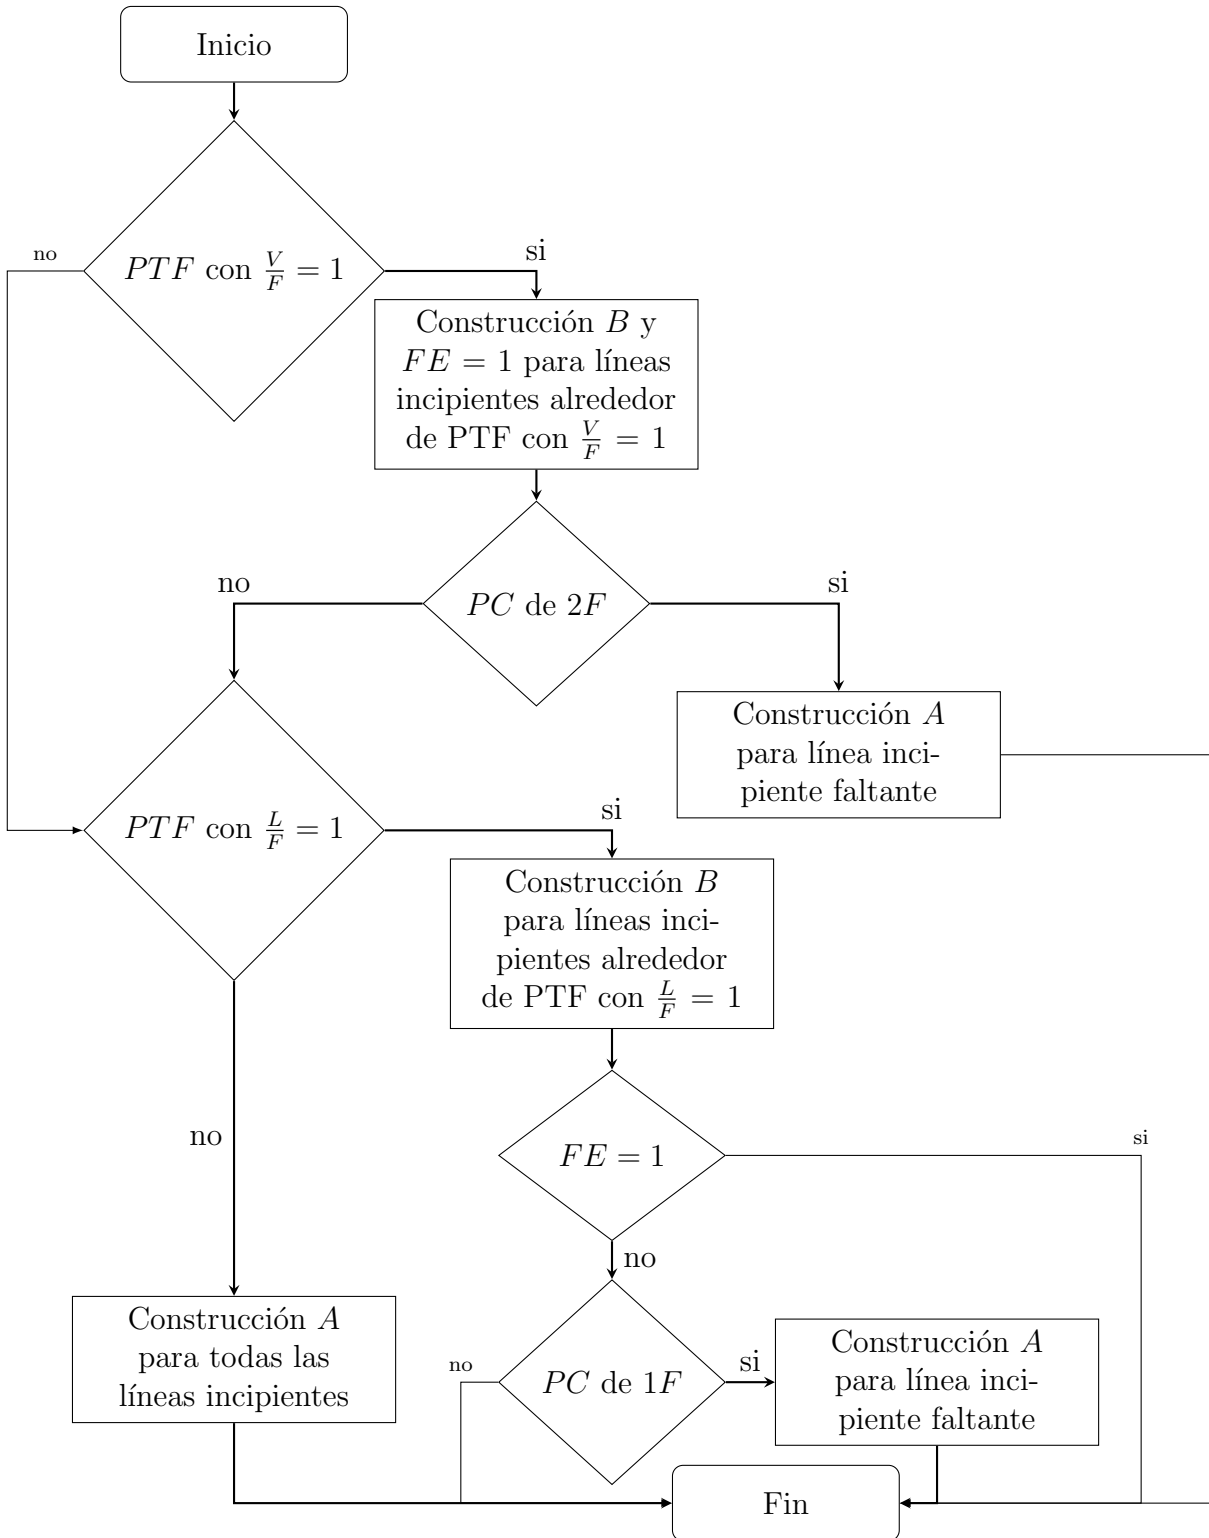 Inicio
PTF con V/F = 1
no
si
Construcción B y
FE = 1 para líneas
incipientes alrededor
de PTF con V/F = 1
PC de 2F
no
si
Construcción A
para línea inci-
piente faltante
PTF con L/F = 1
si
Construcción B
para líneas inci-
pientes alrededor
de PTF con L/F = 1
no
FE = 1
si
no
Construcción A
para todas las
líneas incipientes
no
PC de 1F
si
Construcción A
para línea inci-
piente faltante
Fin